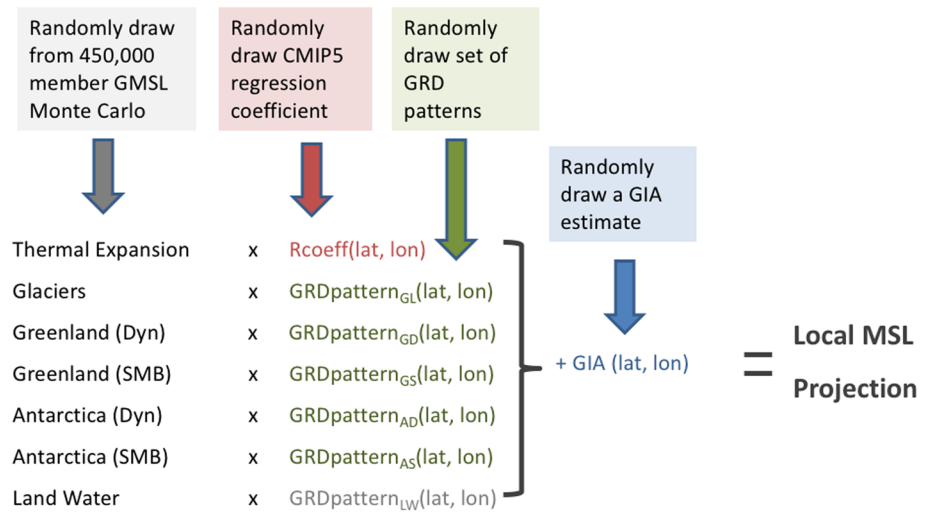 Randomly draw
from 450,000
member GMSL
Monte Carlo
Randomly
draw CMIP5
regression
coefficient
Randomly
draw set of
GRD
patterns
Randomly
draw a GIA
estimate
Thermal Expansion x Rcoeff(lat, lon)
Glaciers x GRDpatternGL(lat, lon)
Greenland (Dyn) x GRDpatternGD(lat, lon)
Greenland (SMB) x GRDpatternGS(lat, lon)
Antarctica (Dyn) x GRDpatternAD(lat, lon)
Antarctica (SMB) x GRDpatternAS(lat, lon)
Land Water x GRDpatternLW(lat, lon)
+ GIA (lat, lon)
=
Local MSL
Projection